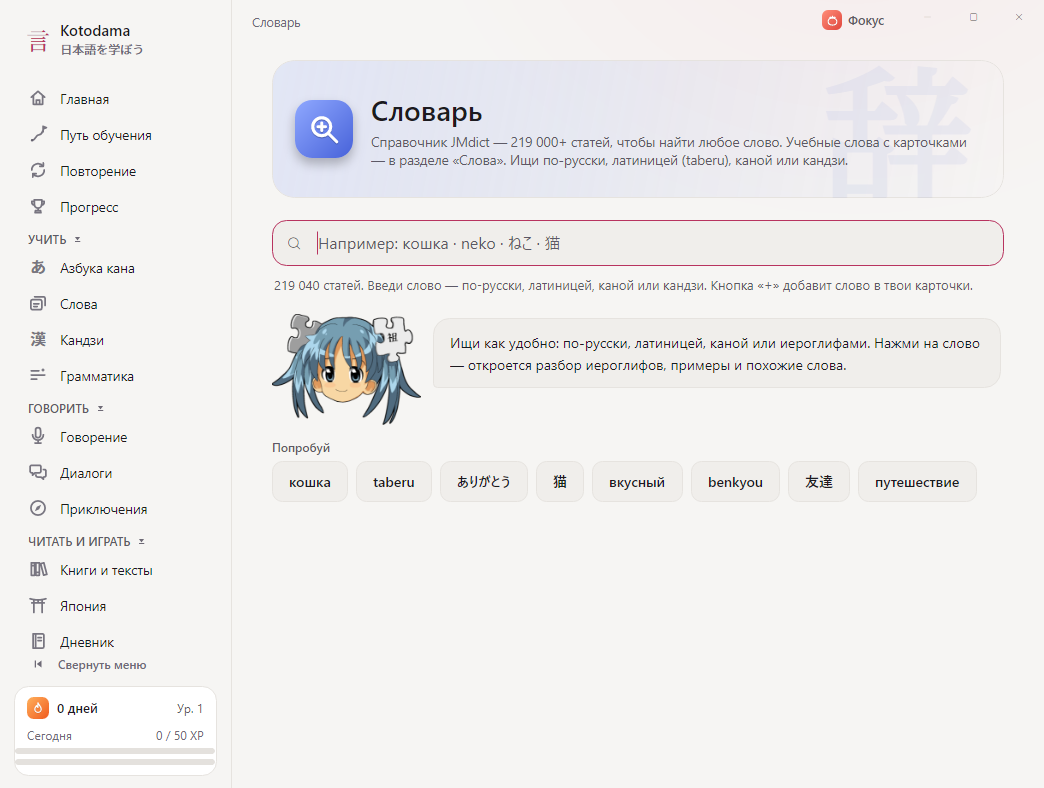 言
Kotodama
日本語を学ぼう
Главная
Путь обучения
Повторение
Прогресс
УЧИТЬ
あ Азбука кана
Слова
漢 Кандзи
Грамматика
ГОВОРИТЬ
Говорение
Диалоги
Приключения
ЧИТАТЬ И ИГРАТЬ
Книги и тексты
Япония
Дневник
Свернуть меню
0 дней Ур. 1
Сегодня 0 / 50 XP
Словарь
Фокус
辞
Словарь
Справочник JMdict — 219 000+ статей, чтобы найти любое слово. Учебные слова с карточками
— в разделе «Слова». Ищи по-русски, латиницей (taberu), каной или кандзи.
Например: кошка · neko · ねこ · 猫
219 040 статей. Введи слово — по-русски, латиницей, каной или кандзи. Кнопка «+» добавит слово в твои карточки.
祖
Ищи как удобно: по-русски, латиницей, каной или иероглифами. Нажми на слово
— откроется разбор иероглифов, примеры и похожие слова.
Попробуй
кошка taberu ありがとう 猫 вкусный benkyou 友達 путешествие